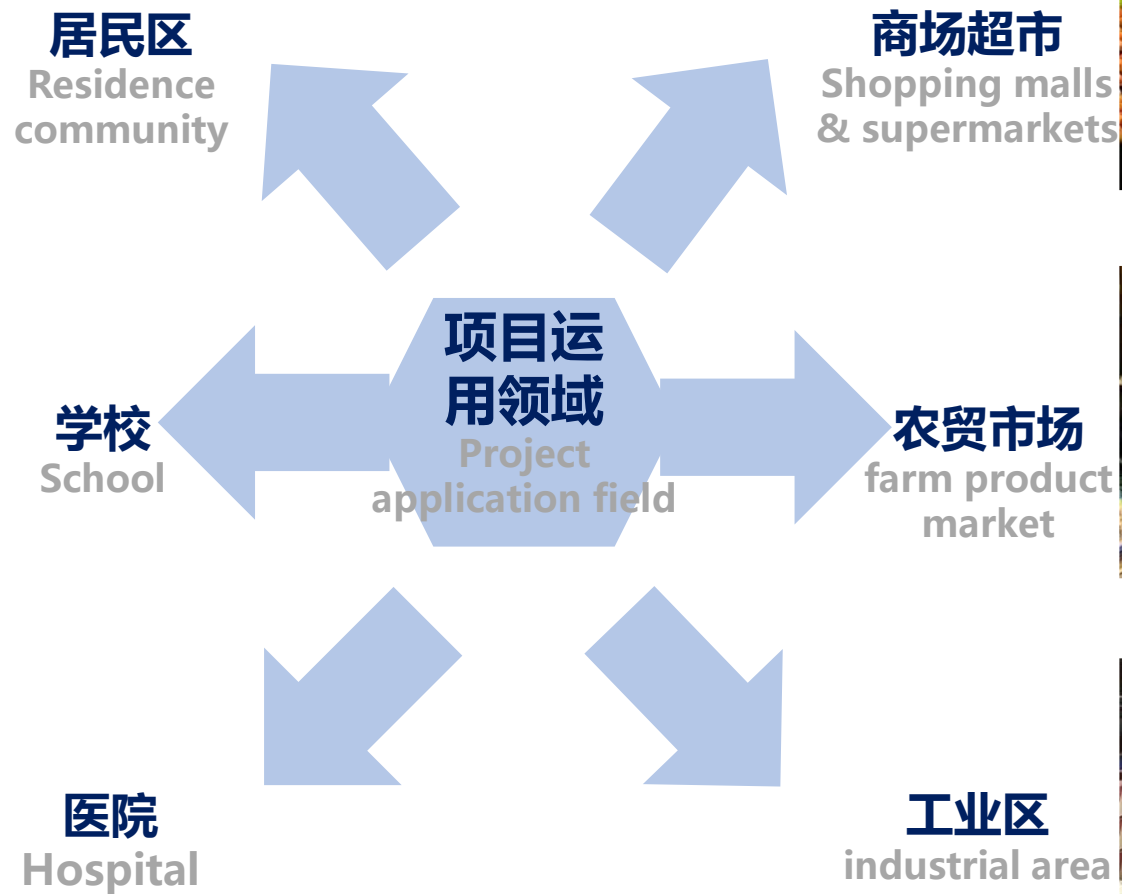 居民区
Residence
community
商场超市
Shopping malls
& supermarkets
项目运
用领域
Project
application field
学校
School
农贸市场
farm product
market
医院
Hospital
工业区
industrial area